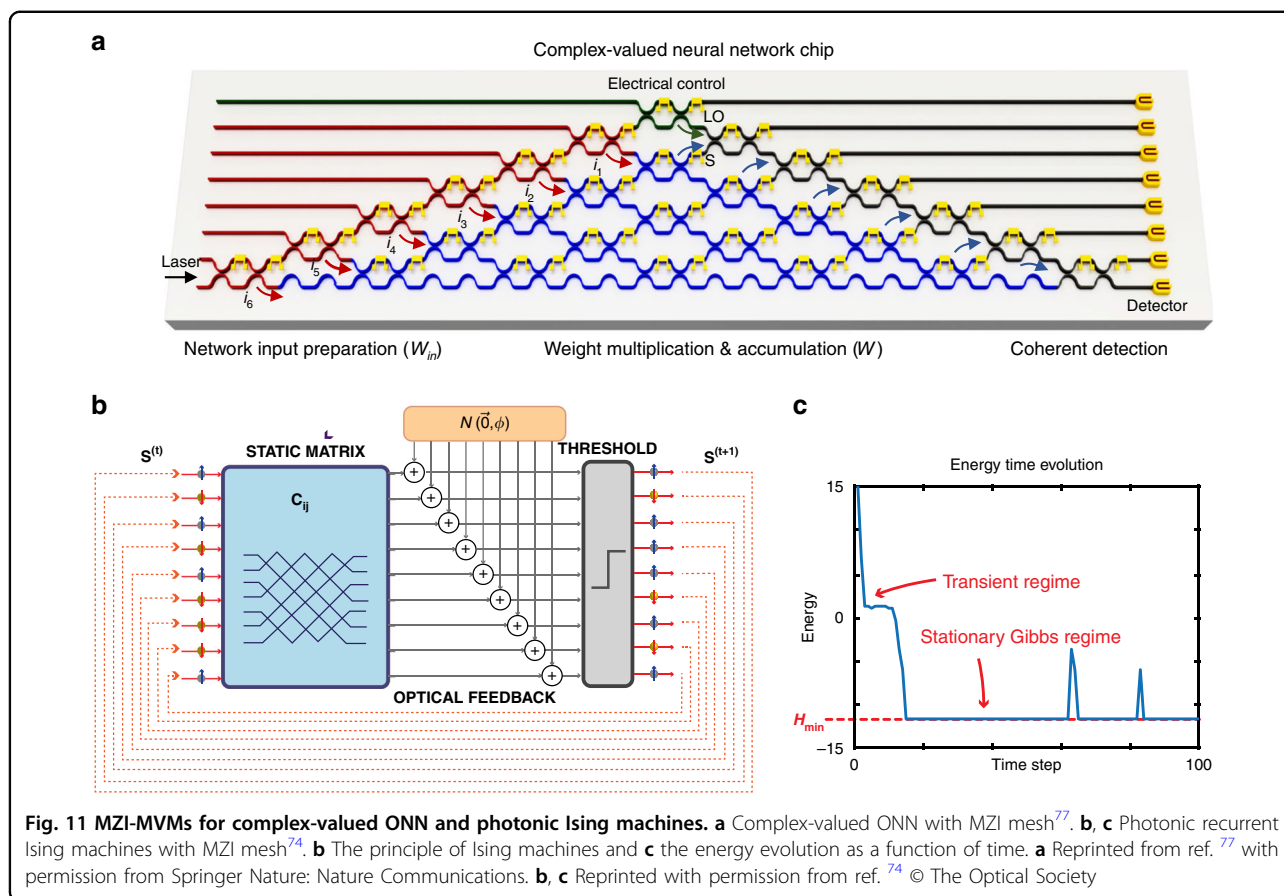 a
Complex-valued neural network chip
Electrical control
LO
S
i1
i2
i3
i4
i5
i6
Laser
Detector
Network input preparation (Win)
Weight multiplication & accumulation (W)
Coherent detection
b
N(0⃗,ϕ)
STATIC MATRIX
THRESHOLD
S(t)
S(t+1)
Cij
+
+
+
+
+
+
+
+
+
OPTICAL FEEDBACK
c
Energy time evolution
15
Transient regime
Energy
0
Stationary Gibbs regime
Hmin
−15
0
Time step
100
Fig. 11 MZI-MVMs for complex-valued ONN and photonic Ising machines. a Complex-valued ONN with MZI mesh77. b, c Photonic recurrent
Ising machines with MZI mesh74. b The principle of Ising machines and c the energy evolution as a function of time. a Reprinted from ref. 77 with
permission from Springer Nature: Nature Communications. b, c Reprinted with permission from ref. 74 © The Optical Society